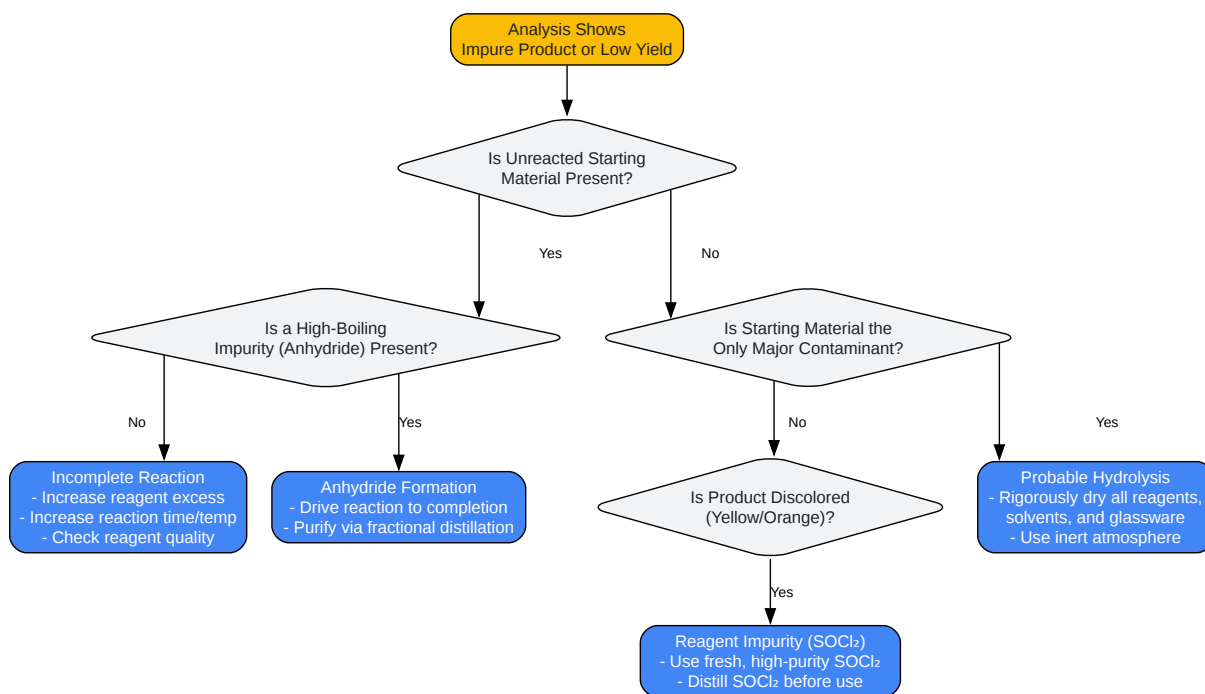 Analysis Shows
Impure Product or Low Yield
Is Unreacted Starting
Material Present?
Yes
No
Is a High-Boiling
Impurity (Anhydride) Present?
Is Starting Material the
Only Major Contaminant?
No
Yes
No
Yes
Incomplete Reaction
- Increase reagent excess
- Increase reaction time/temp
- Check reagent quality
Anhydride Formation
- Drive reaction to completion
- Purify via fractional distillation
Is Product Discolored
(Yellow/Orange)?
Probable Hydrolysis
- Rigorously dry all reagents,
solvents, and glassware
- Use inert atmosphere
Yes
Reagent Impurity (SOCl₂)
- Use fresh, high-purity SOCl₂
- Distill SOCl₂ before use